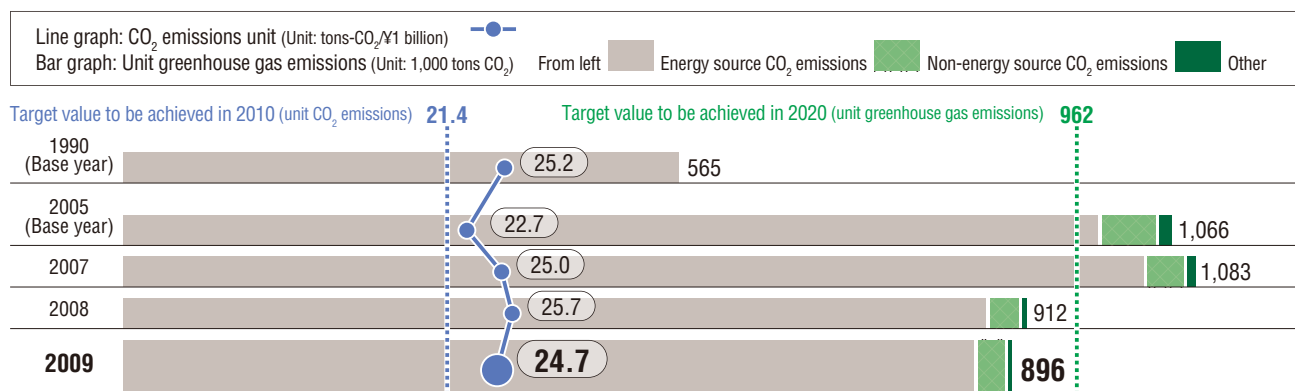 Line graph: CO₂ emissions unit (Unit: tons-CO₂/¥1 billion)
Bar graph: Unit greenhouse gas emissions (Unit: 1,000 tons CO₂) From left Energy source CO₂ emissions Non-energy source CO₂ emissions Other
Target value to be achieved in 2010 (unit CO₂ emissions) 21.4 Target value to be achieved in 2020 (unit greenhouse gas emissions) 962
1990
(Base year) 25.2 565
2005
(Base year) 22.7 1,066
2007 25.0 1,083
2008 25.7 912
2009 24.7 896